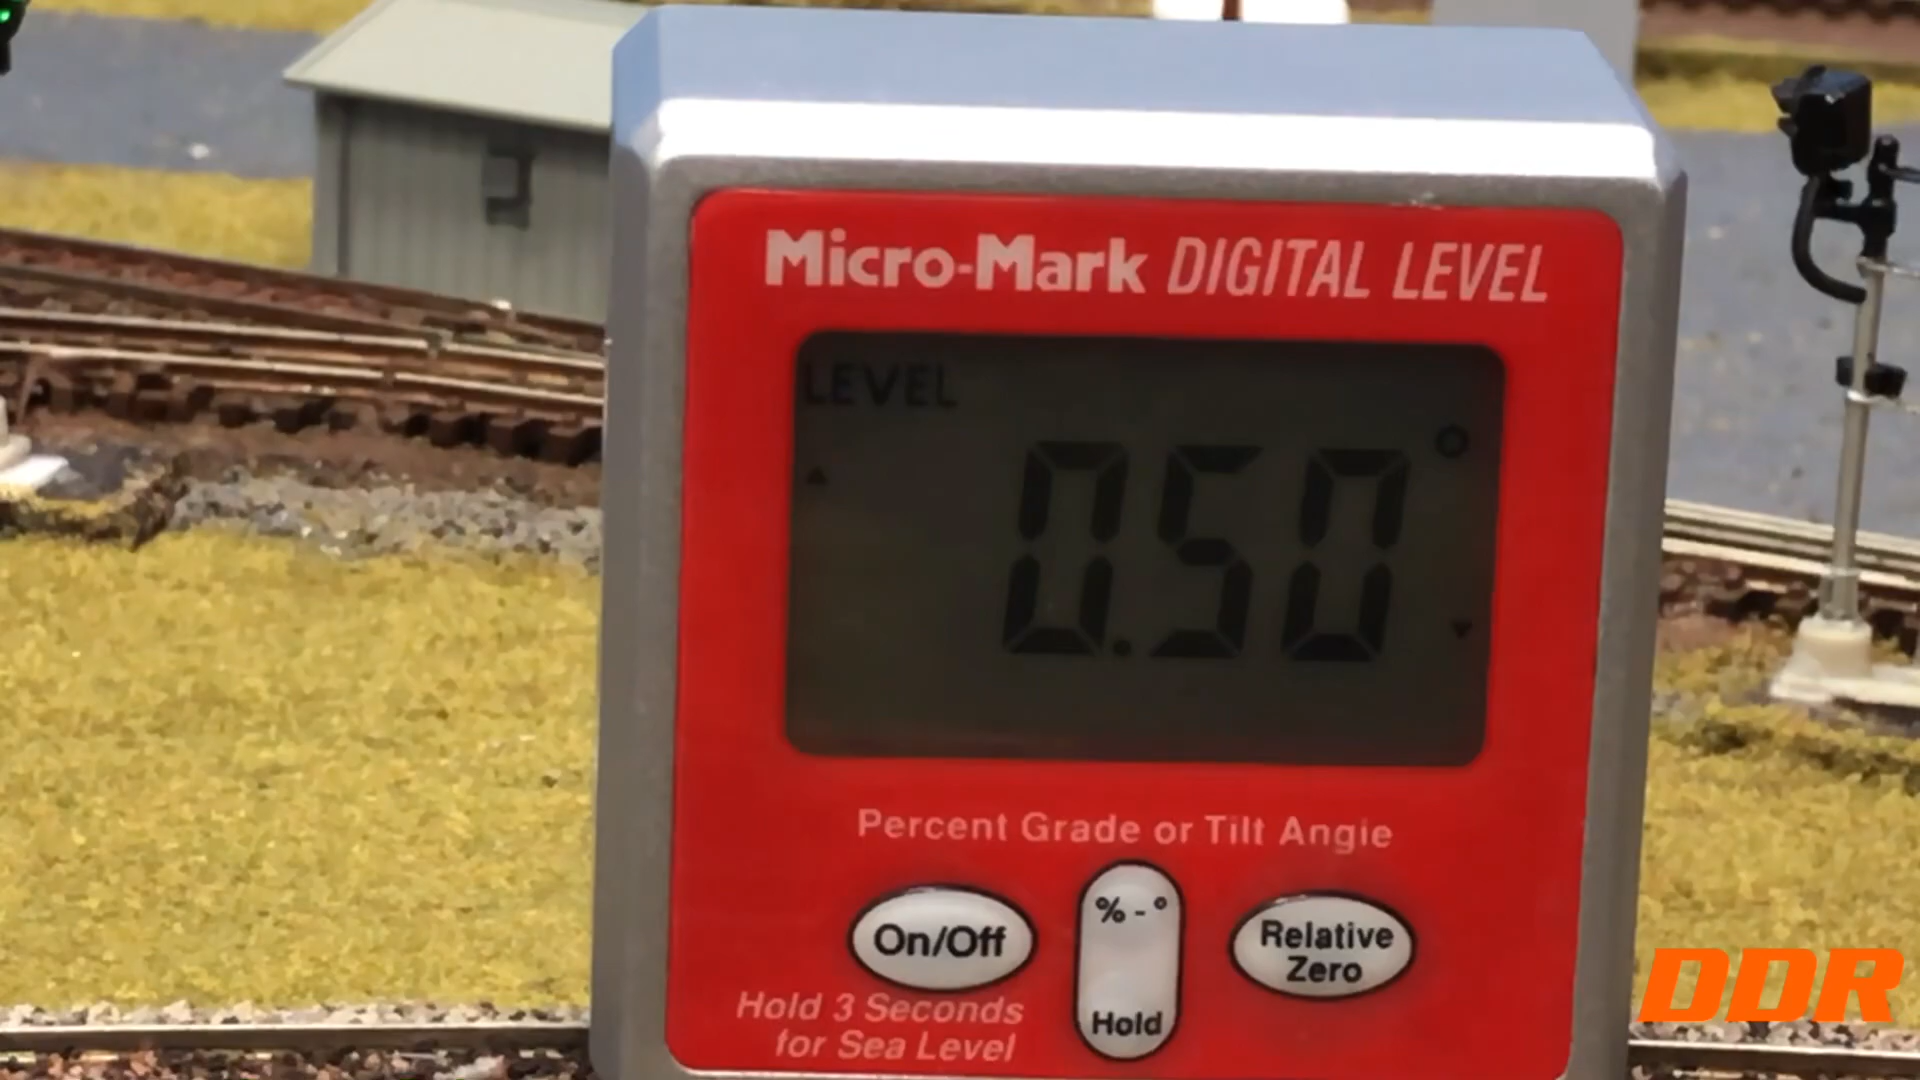 Micro-Mark DIGITAL LEVEL
LEVEL
0.50°
Percent Grade or Tilt Angle
On/Off
% - °
Hold
Relative
Zero
Hold 3 Seconds
for Sea Level
DDR